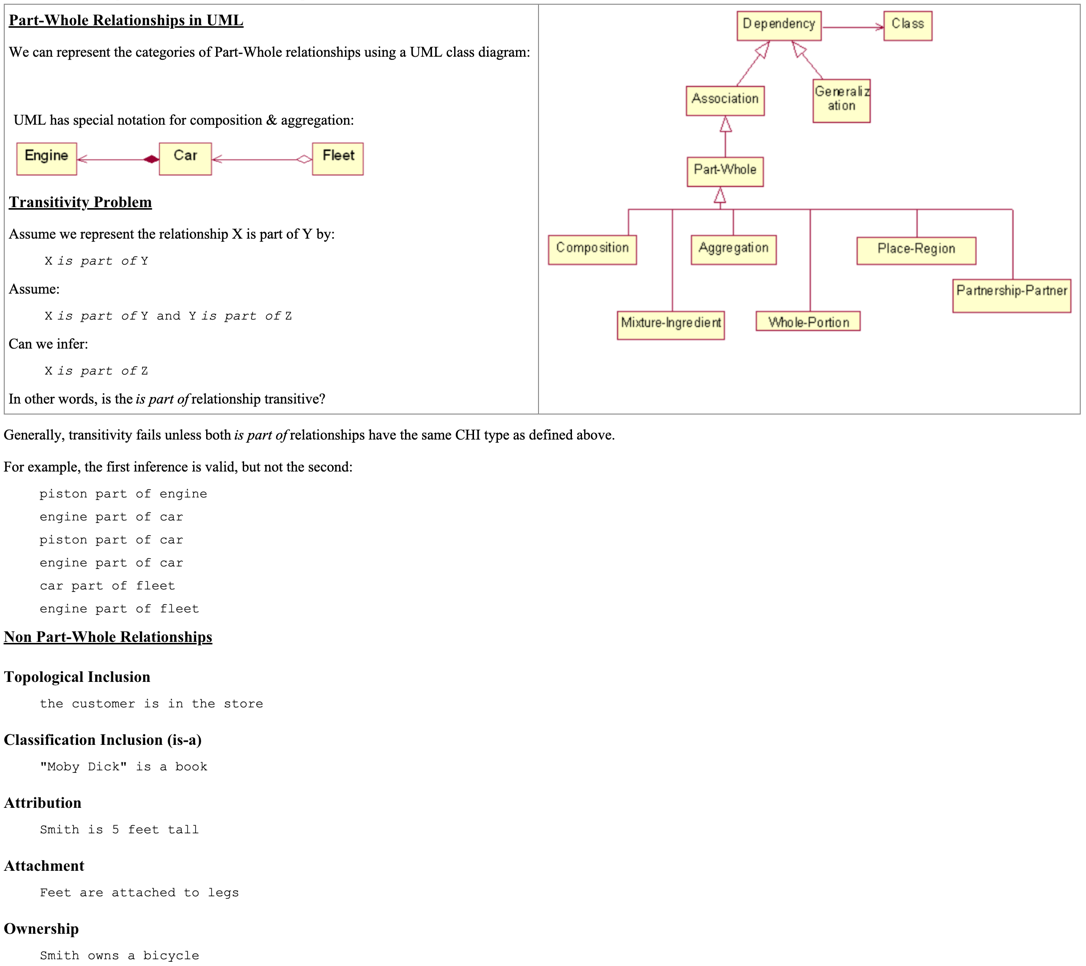 Part-Whole Relationships in UML
We can represent the categories of Part-Whole relationships using a UML class diagram:
UML has special notation for composition & aggregation:
Engine
Car
Fleet
Transitivity Problem
Assume we represent the relationship X is part of Y by:
X is part of Y
Assume:
X is part of Y and Y is part of Z
Can we infer:
X is part of Z
In other words, is the is part of relationship transitive?
Dependency
Class
Association
Generaliz
ation
Part-Whole
Composition
Aggregation
Place-Region
Partnership-Partner
Mixture-Ingredient
Whole-Portion
Generally, transitivity fails unless both is part of relationships have the same CHI type as defined above.
For example, the first inference is valid, but not the second:
piston part of engine
engine part of car
piston part of car
engine part of car
car part of fleet
engine part of fleet
Non Part-Whole Relationships
Topological Inclusion
the customer is in the store
Classification Inclusion (is-a)
"Moby Dick" is a book
Attribution
Smith is 5 feet tall
Attachment
Feet are attached to legs
Ownership
Smith owns a bicycle